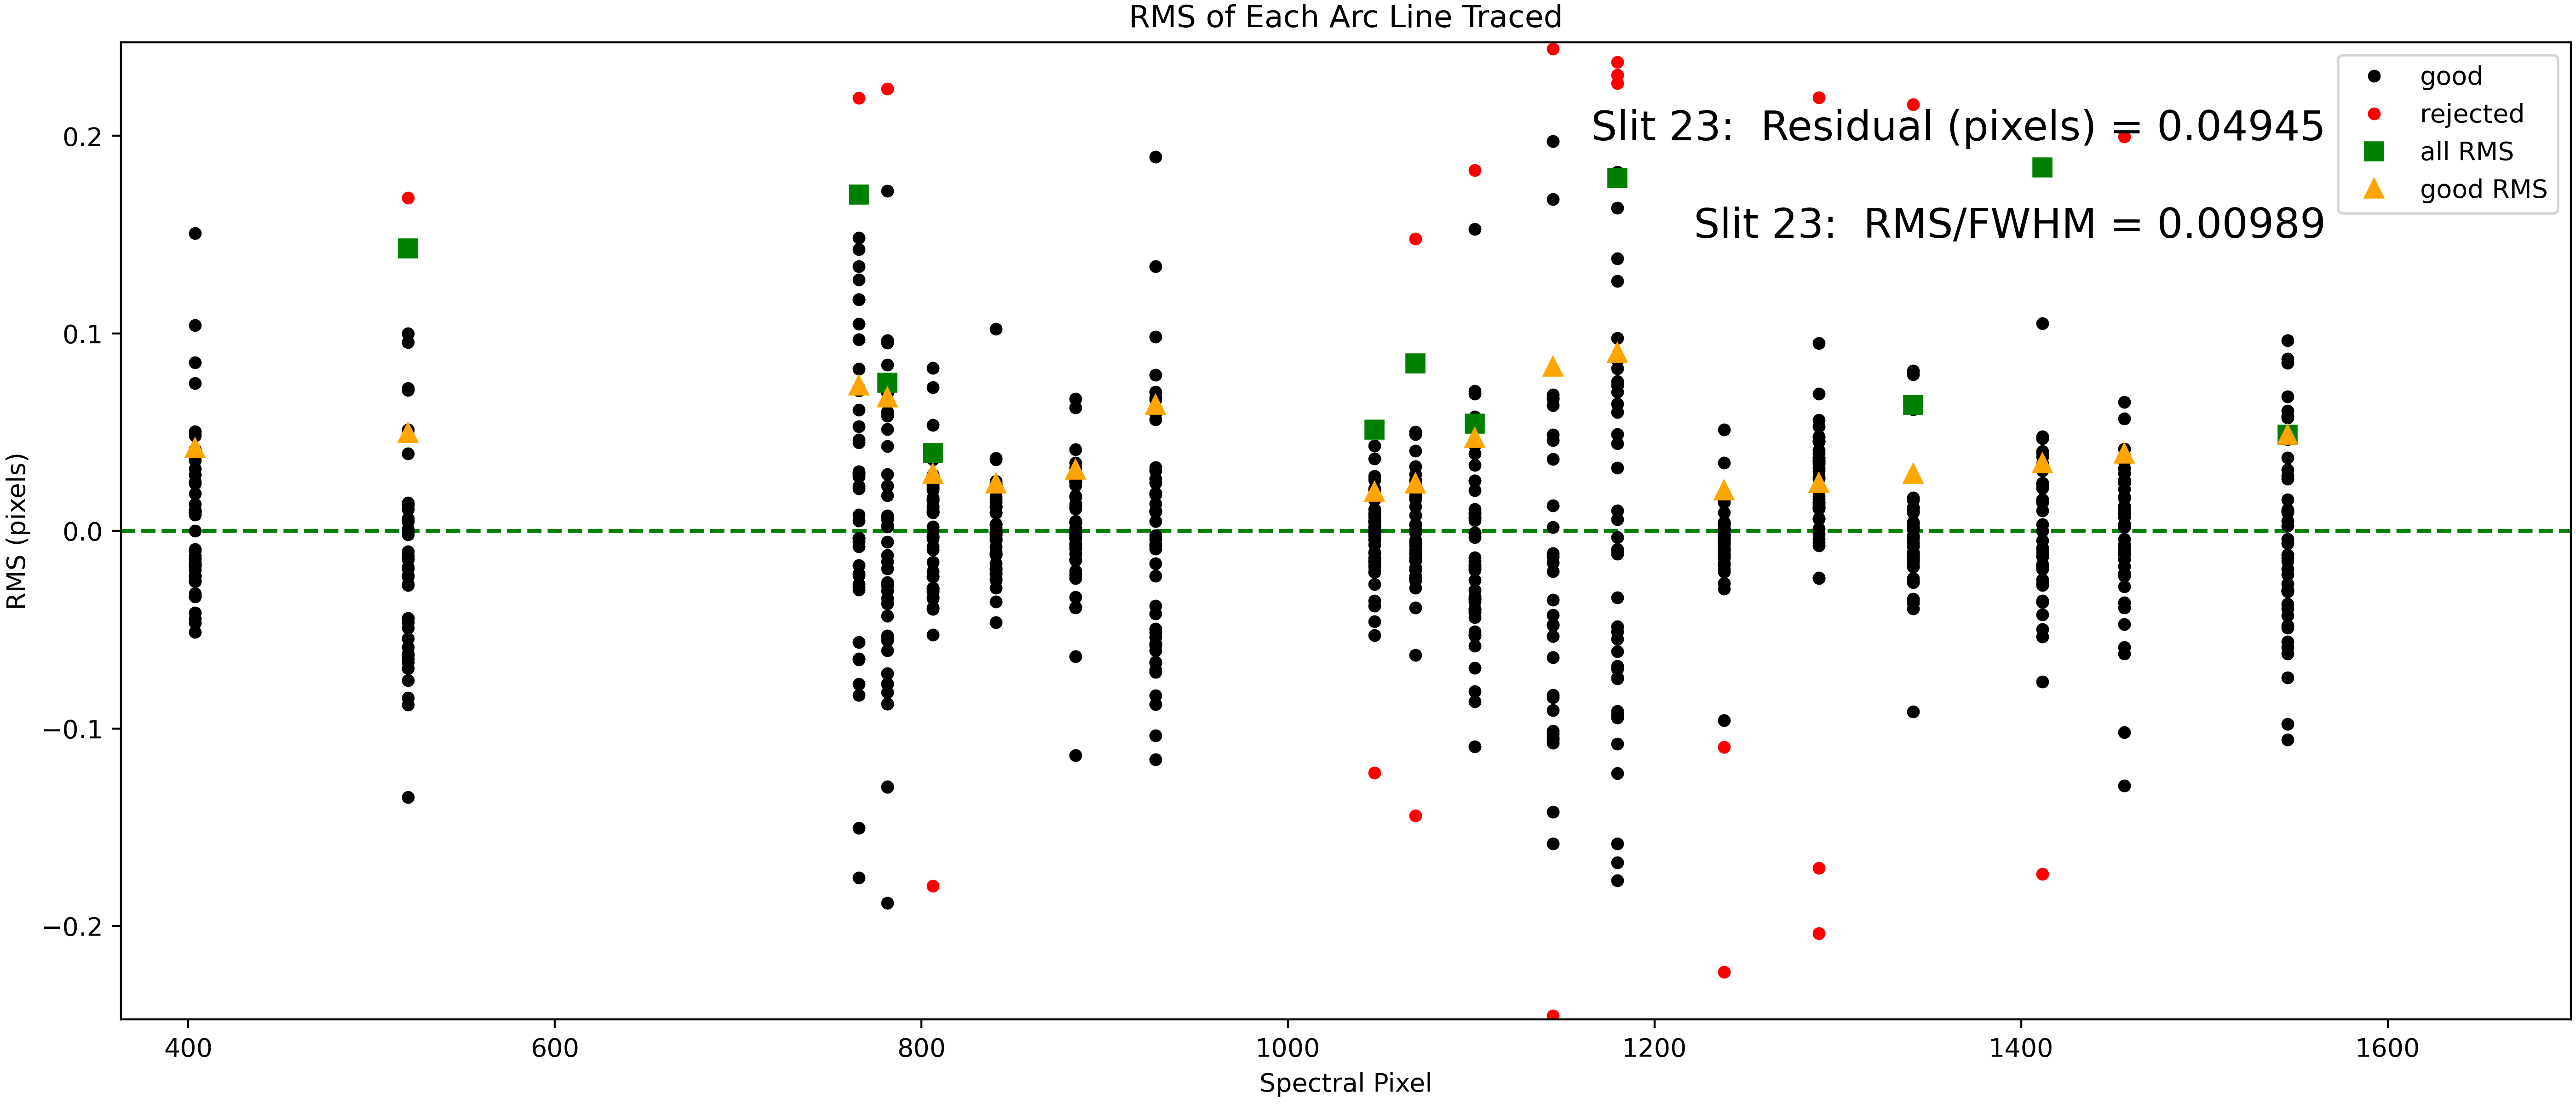 RMS of Each Arc Line Traced
good
rejected
all RMS
good RMS
Slit 23:  Residual (pixels) = 0.04945
Slit 23:  RMS/FWHM = 0.00989
RMS (pixels)
0.2
0.1
0.0
−0.1
−0.2
400 600 800 1000 1200 1400 1600
Spectral Pixel